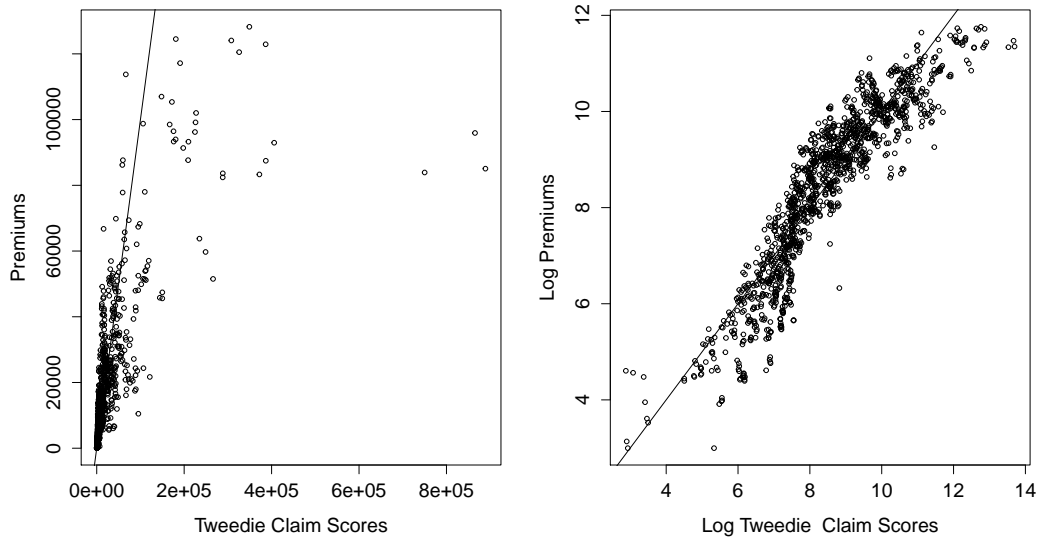 0e+00 2e+05 4e+05 6e+05 8e+05
0 20000 60000 100000
Tweedie Claim Scores
Premiums
4 6 8 10 12 14
4 6 8 10 12
Log Tweedie  Claim Scores
Log Premiums